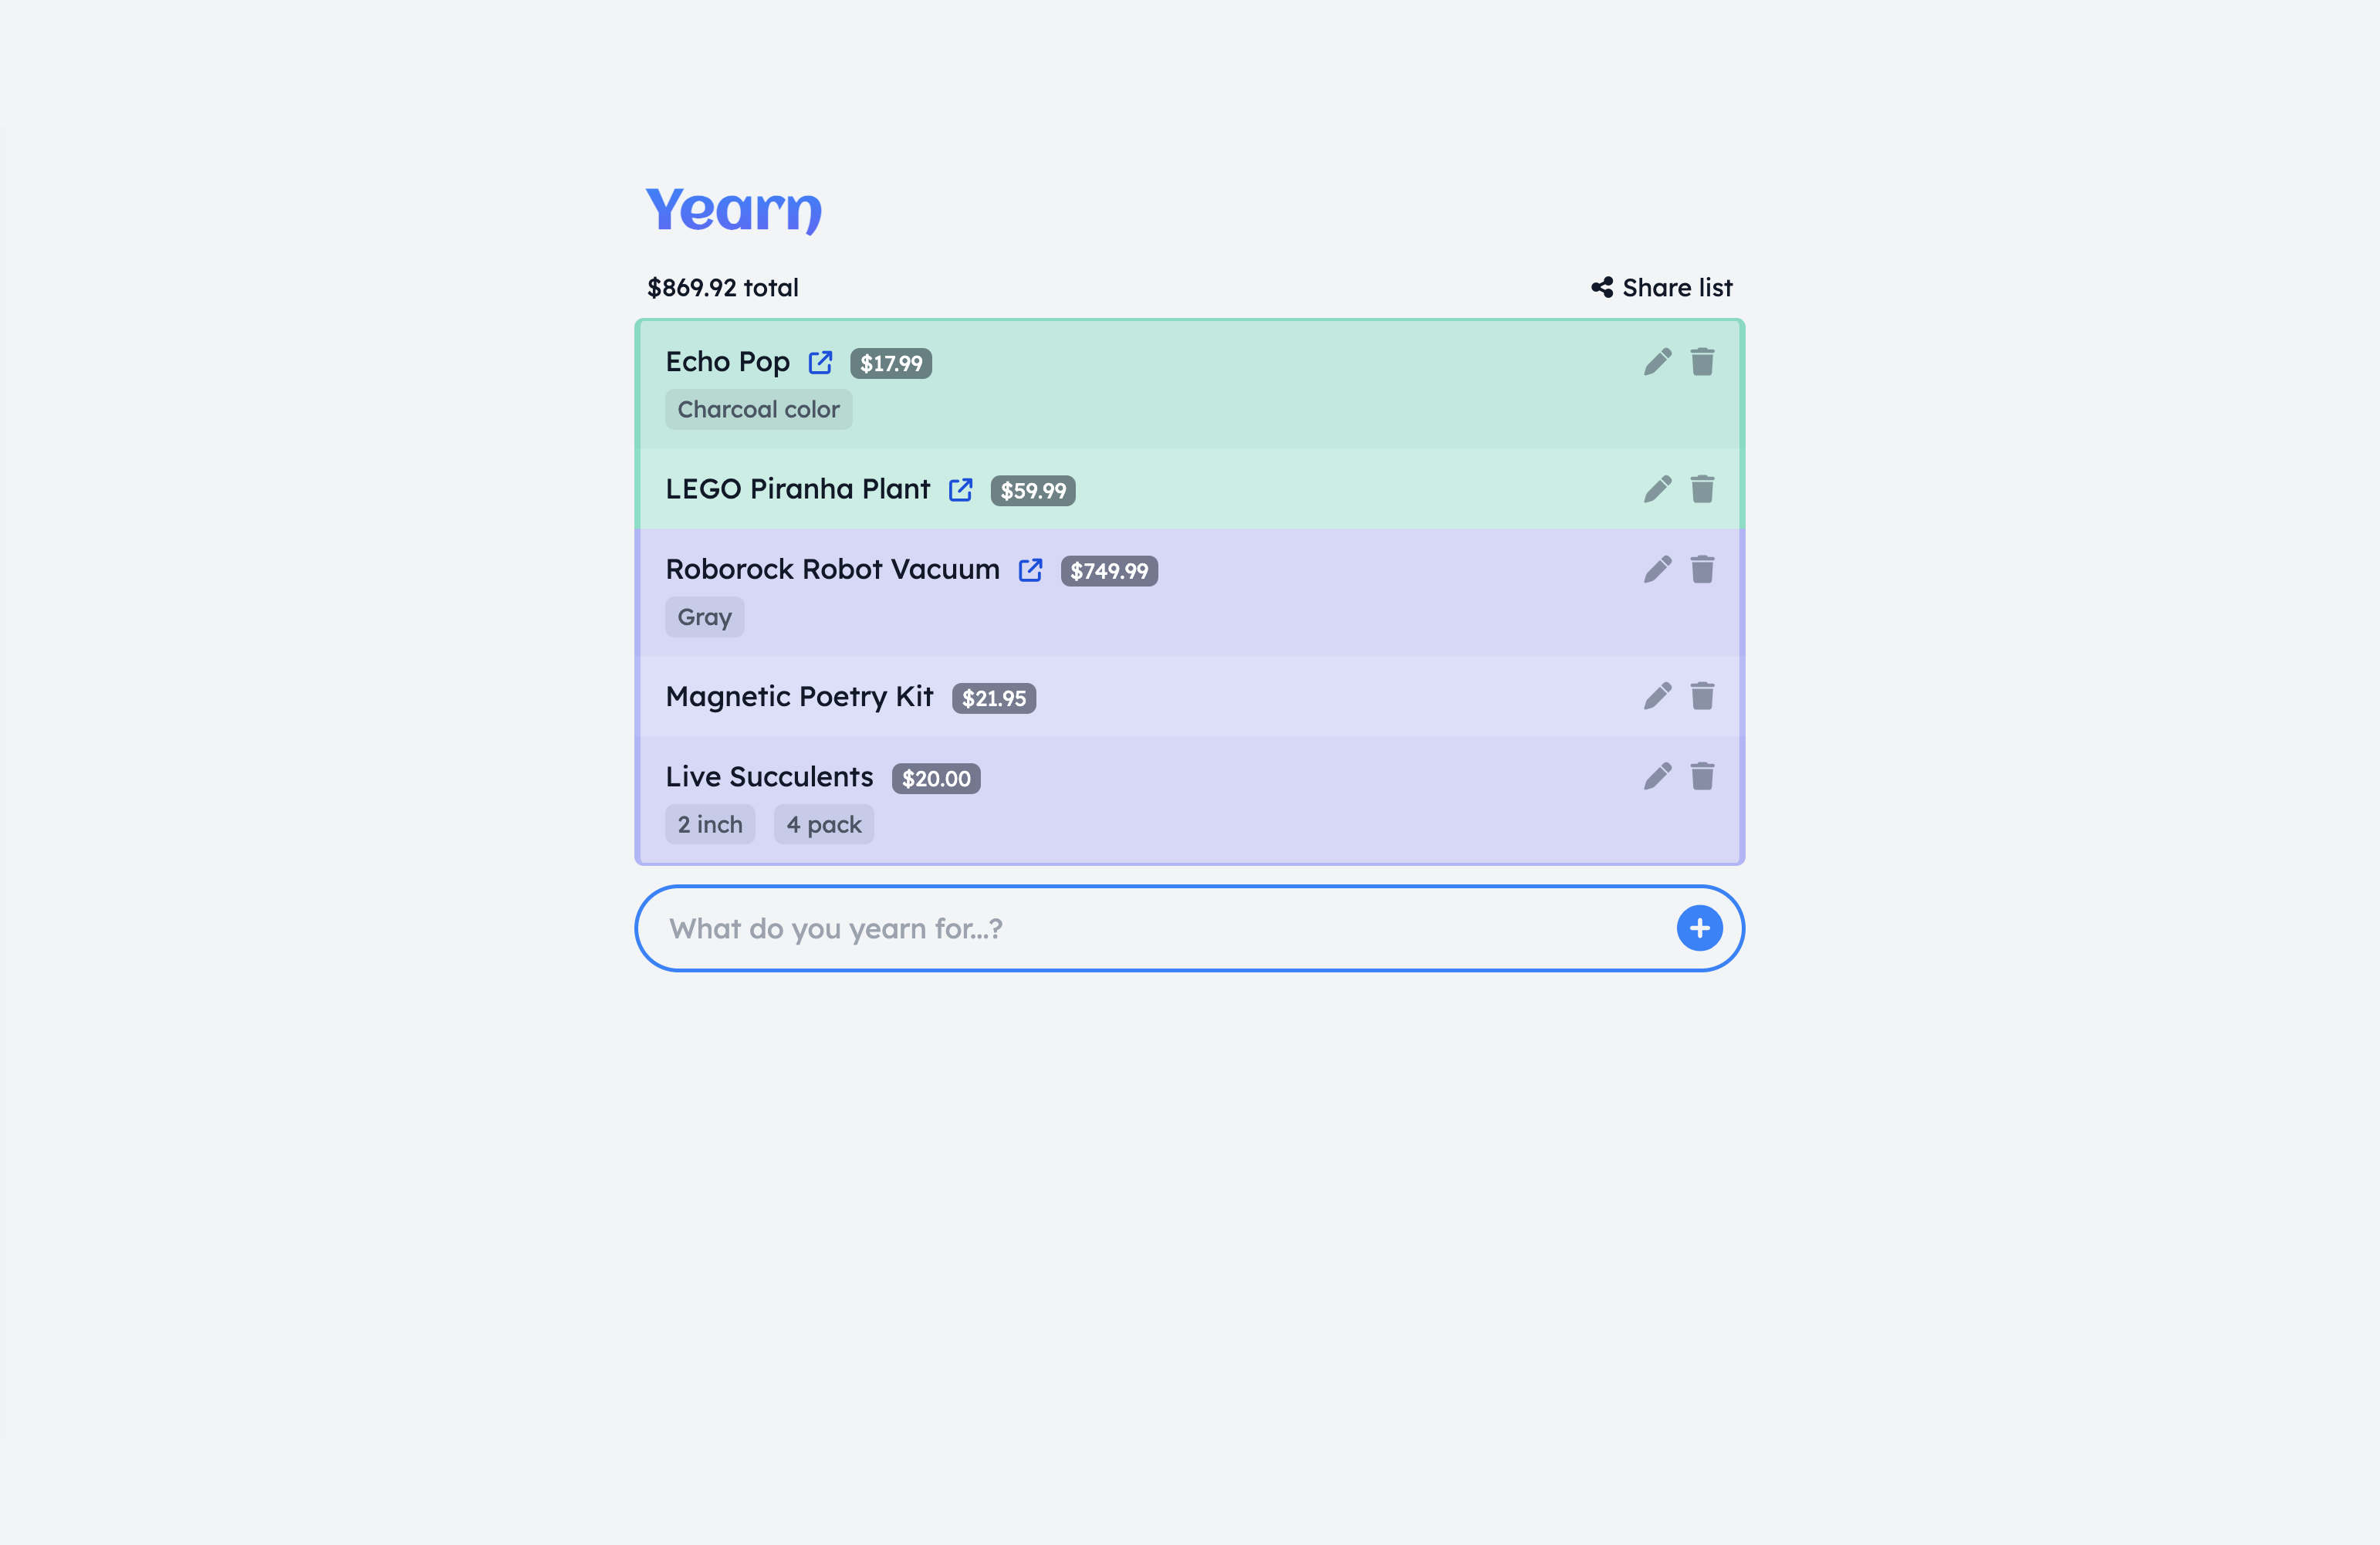 Yearn
$869.92 total
Share list
Echo Pop $17.99
Charcoal color
LEGO Piranha Plant $59.99
Roborock Robot Vacuum $749.99
Gray
Magnetic Poetry Kit $21.95
Live Succulents $20.00
2 inch 4 pack
What do you yearn for...?